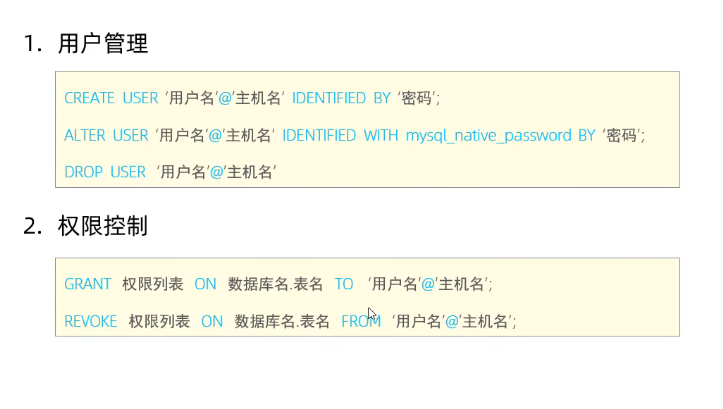 1. 用户管理
CREATE USER '用户名'@'主机名' IDENTIFIED BY '密码';
ALTER USER '用户名'@'主机名' IDENTIFIED WITH mysql_native_password BY '密码';
DROP USER '用户名'@'主机名'
2. 权限控制
GRANT 权限列表 ON 数据库名.表名 TO '用户名'@'主机名';
REVOKE 权限列表 ON 数据库名.表名 FROM '用户名'@'主机名';